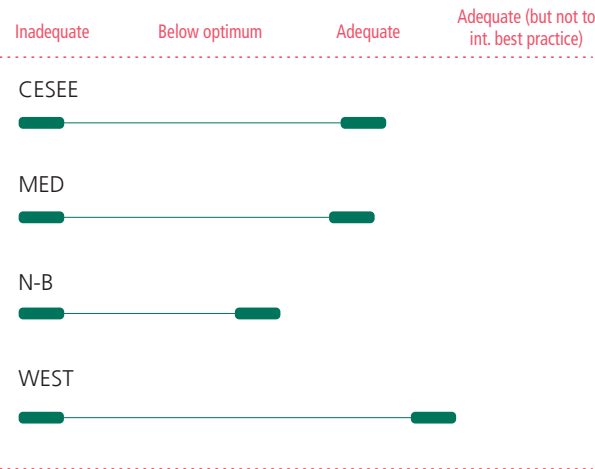 Inadequate
Below optimum
Adequate
Adequate (but not to
int. best practice)
CESEE
MED
N-B
WEST